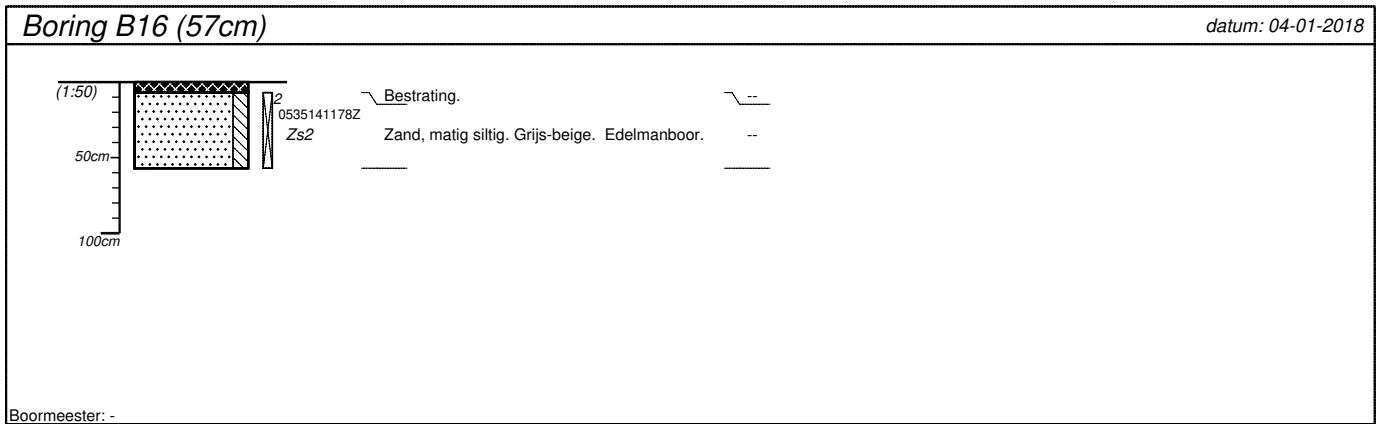 Boring B16 (57cm) datum: 04-01-2018
(1:50) 2 Bestrating. --
0535141178Z
Zs2 Zand, matig siltig. Grijs-beige. Edelmanboor. --
50cm
100cm
Boormeester: -